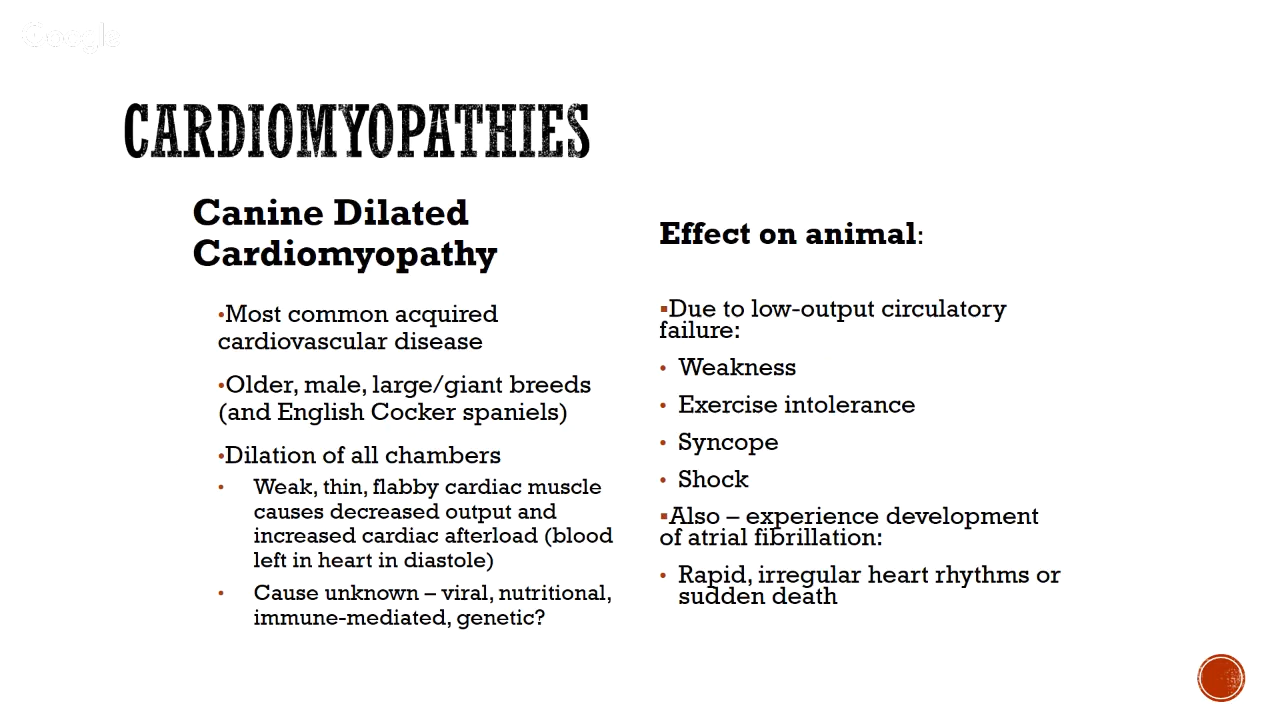 Google
CARDIOMYOPATHIES
Canine Dilated
Cardiomyopathy
•Most common acquired
cardiovascular disease
•Older, male, large/giant breeds
(and English Cocker spaniels)
•Dilation of all chambers
• Weak, thin, flabby cardiac muscle
causes decreased output and
increased cardiac afterload (blood
left in heart in diastole)
• Cause unknown – viral, nutritional,
immune-mediated, genetic?
Effect on animal:
▪Due to low-output circulatory
failure:
• Weakness
• Exercise intolerance
• Syncope
• Shock
▪Also – experience development
of atrial fibrillation:
• Rapid, irregular heart rhythms or
sudden death